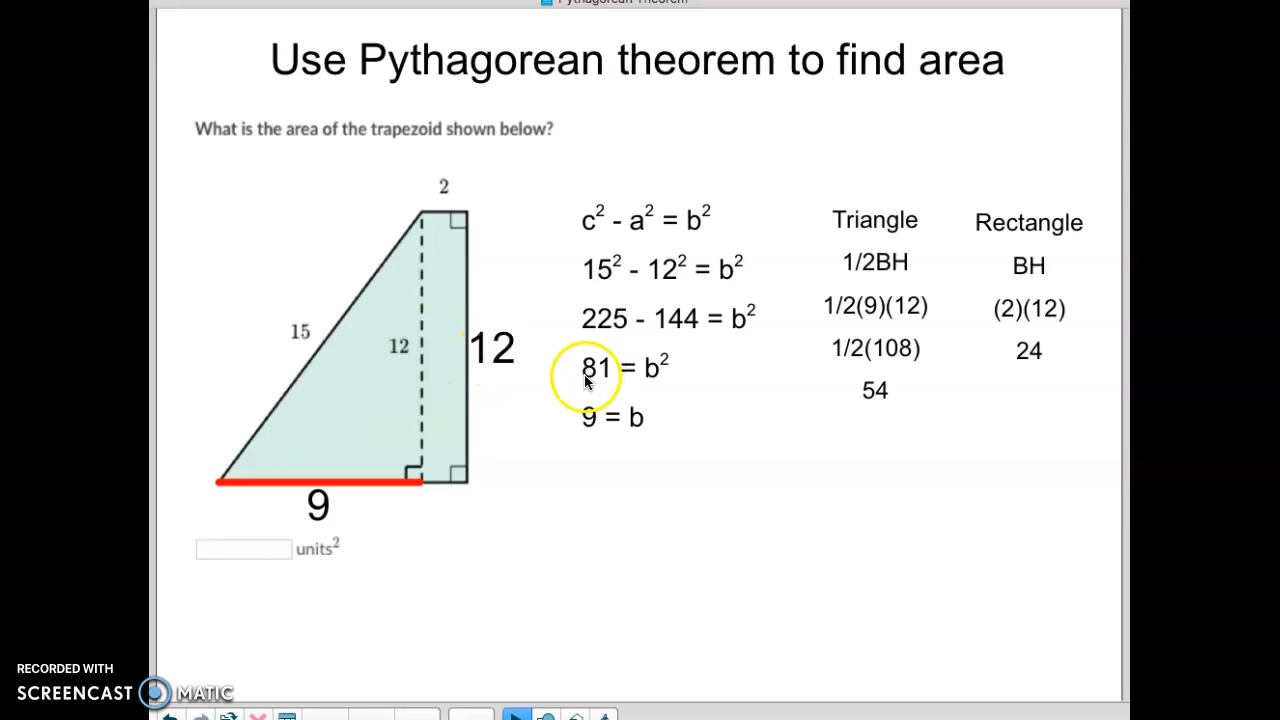 Pythagorean Theorem
Use Pythagorean theorem to find area
What is the area of the trapezoid shown below?
2
15
12
12
9
units²
c² - a² = b²
15² - 12² = b²
225 - 144 = b²
81 = b²
9 = b
Triangle
1/2BH
1/2(9)(12)
1/2(108)
54
Rectangle
BH
(2)(12)
24
RECORDED WITH
SCREENCAST MATIC